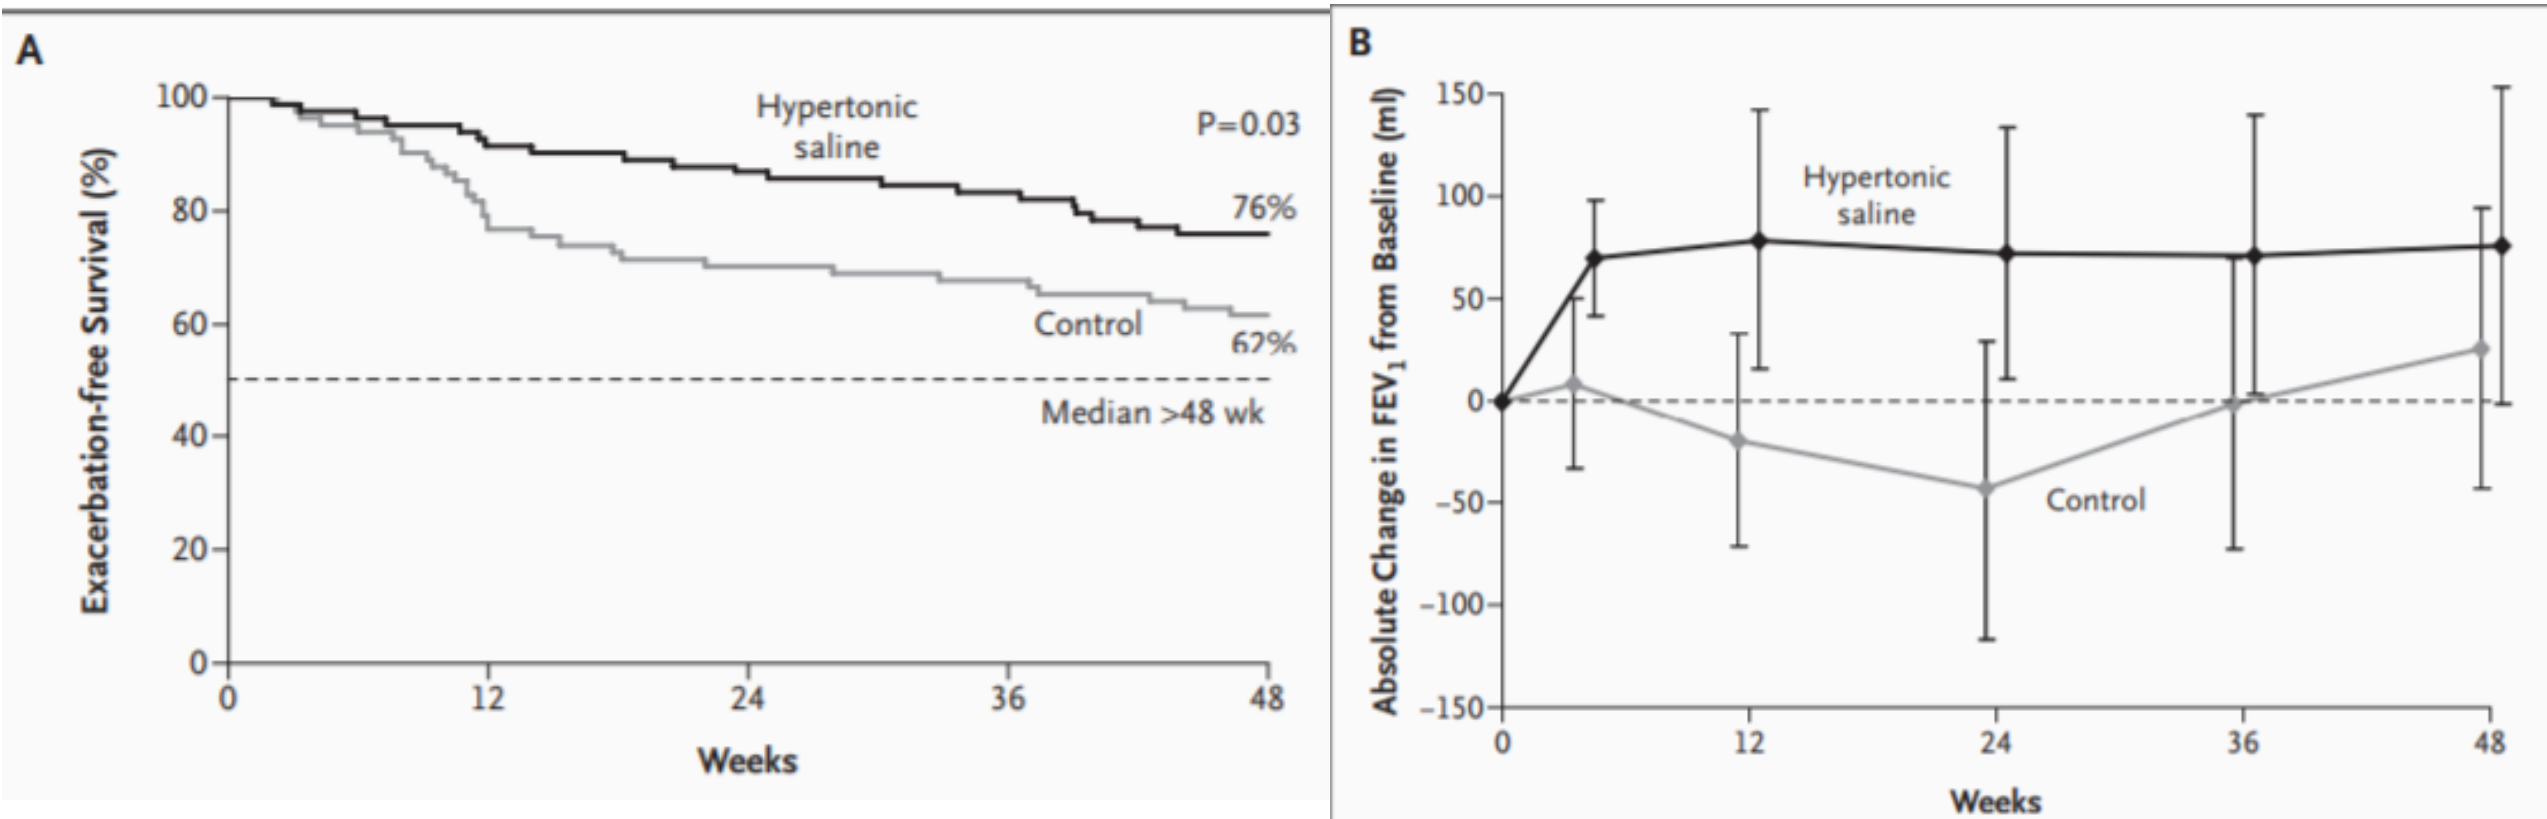 A
Exacerbation-free Survival (%)
100
80
60
40
20
0
Hypertonic
saline
P=0.03
76%
Control
62%
Median >48 wk
0
12
24
36
48
Weeks
B
Absolute Change in FEV1 from Baseline (ml)
150
100
50
0
−50
−100
−150
Hypertonic
saline
Control
0
12
24
36
48
Weeks